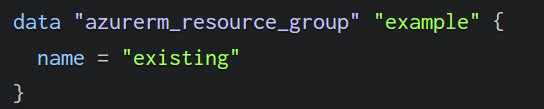 data "azurerm_resource_group" "example" {
  name = "existing"
}